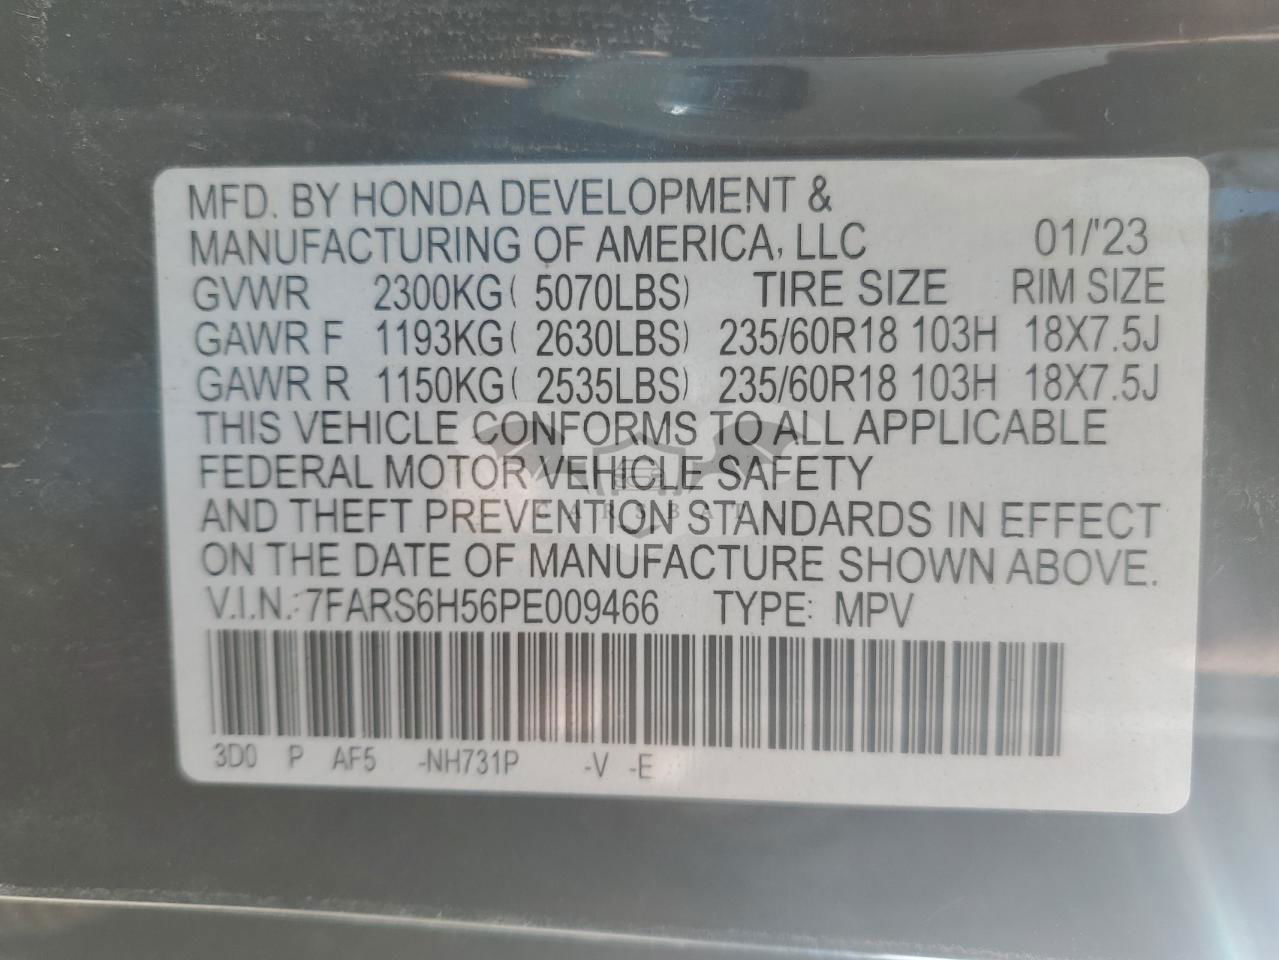 MFD. BY HONDA DEVELOPMENT &
MANUFACTURING OF AMERICA, LLC 01/'23
GVWR 2300KG( 5070LBS) TIRE SIZE RIM SIZE
GAWR F 1193KG( 2630LBS) 235/60R18 103H 18X7.5J
GAWR R 1150KG( 2535LBS) 235/60R18 103H 18X7.5J
THIS VEHICLE CONFORMS TO ALL APPLICABLE
FEDERAL MOTOR VEHICLE SAFETY
AND THEFT PREVENTION STANDARDS IN EFFECT
ON THE DATE OF MANUFACTURE SHOWN ABOVE.
V.I.N.:7FARS6H56PE009466 TYPE: MPV
3D0 P AF5 -NH731P -V -E